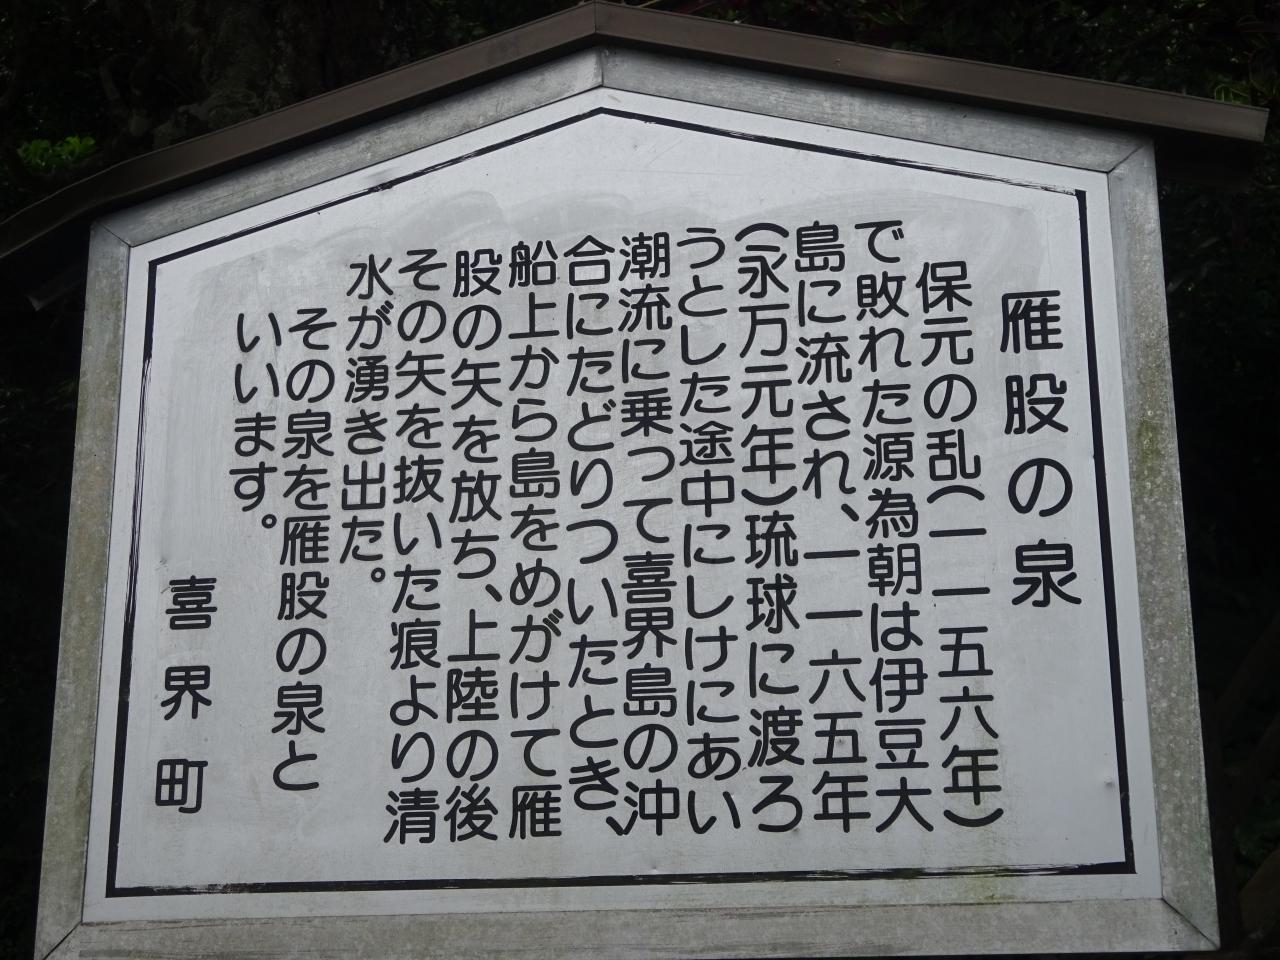 雁股の泉
保元の乱(一一五六年)
で敗れた源為朝は伊豆大
島に流され、一一六五年
(永万元年)琉球に渡ろ
うとした途中にしけにあい
潮流に乗って喜界島の沖
合にたどりついたとき、
船上から島をめがけて雁
股の矢を放ち、上陸の後
その矢を抜いた痕より清
水が湧き出た。
その泉を雁股の泉と
いいます。
喜界町